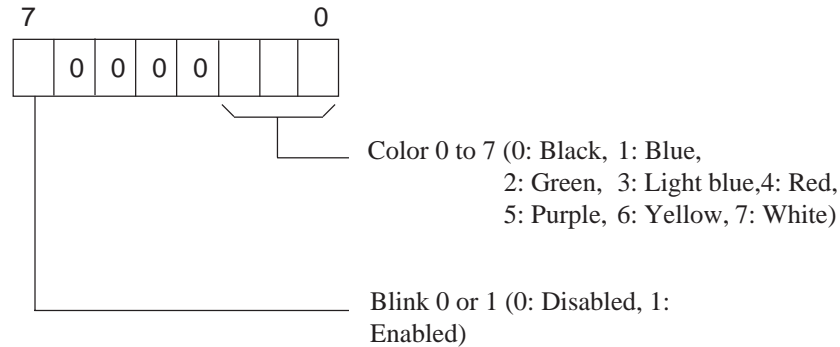 7 0
0 0 0 0
Color 0 to 7 (0: Black, 1: Blue,
2: Green, 3: Light blue,4: Red,
5: Purple, 6: Yellow, 7: White)
Blink 0 or 1 (0: Disabled, 1:
Enabled)